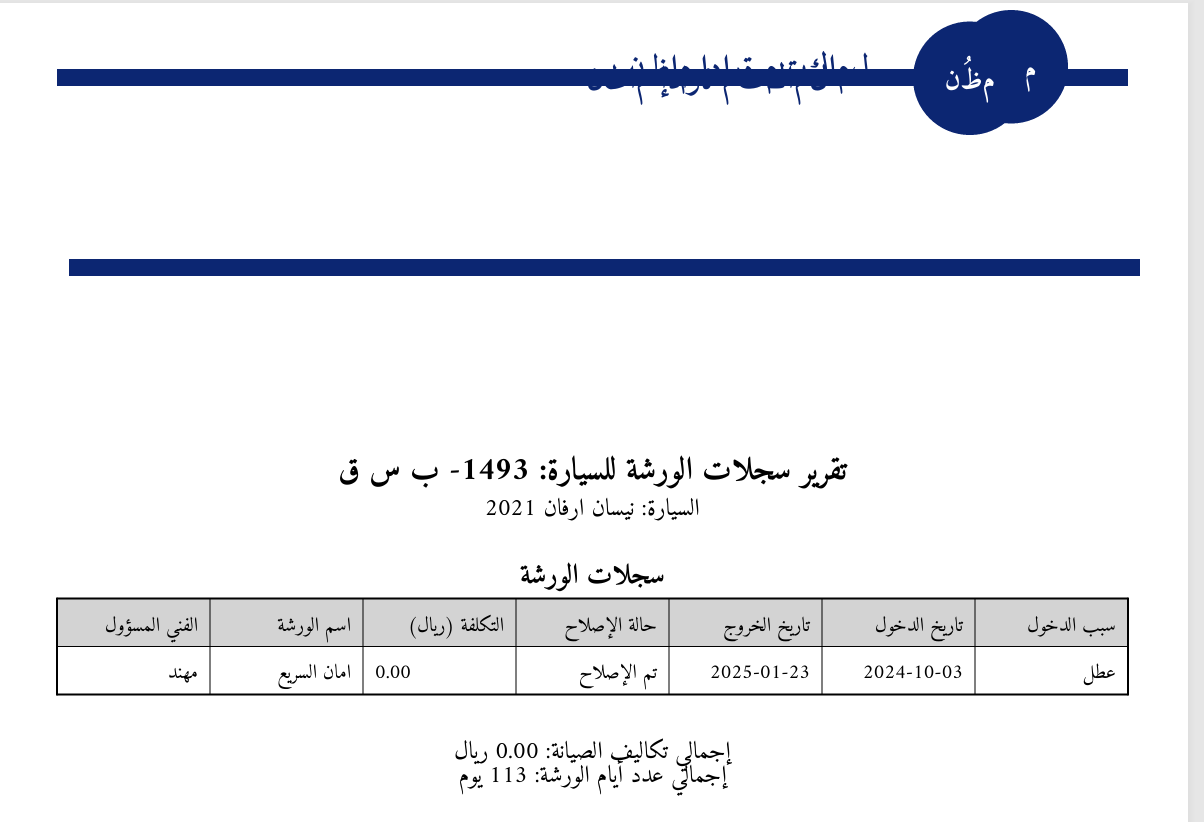 م
مظُن
تقرير سجلات الورشة للسيارة: 1493- ب س ق
السيارة: نيسان ارفان 2021
سجلات الورشة
سبب الدخول تاريخ الدخول تاريخ الخروج حالة الإصلاح التكلفة (ريال) اسم الورشة الفني المسؤول
عطل 2024-10-03 2025-01-23 تم الإصلاح 0.00 امان السريع مهند
إجمالي تكاليف الصيانة: 0.00 ريال
إجمالي عدد أيام الورشة: 113 يوم